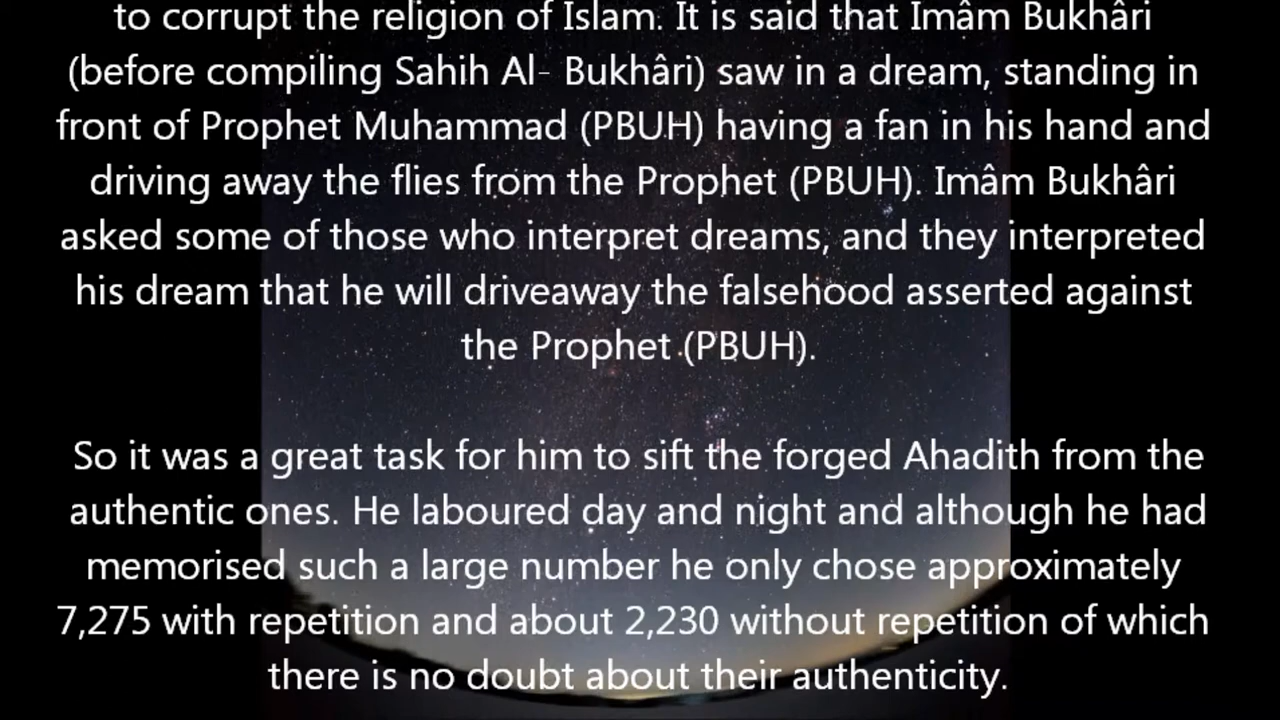 to corrupt the religion of Islam. It is said that Imâm Bukhâri
(before compiling Sahih Al- Bukhâri) saw in a dream, standing in
front of Prophet Muhammad (PBUH) having a fan in his hand and
driving away the flies from the Prophet (PBUH). Imâm Bukhâri
asked some of those who interpret dreams, and they interpreted
his dream that he will driveaway the falsehood asserted against
the Prophet (PBUH).
So it was a great task for him to sift the forged Ahadith from the
authentic ones. He laboured day and night and although he had
memorised such a large number he only chose approximately
7,275 with repetition and about 2,230 without repetition of which
there is no doubt about their authenticity.